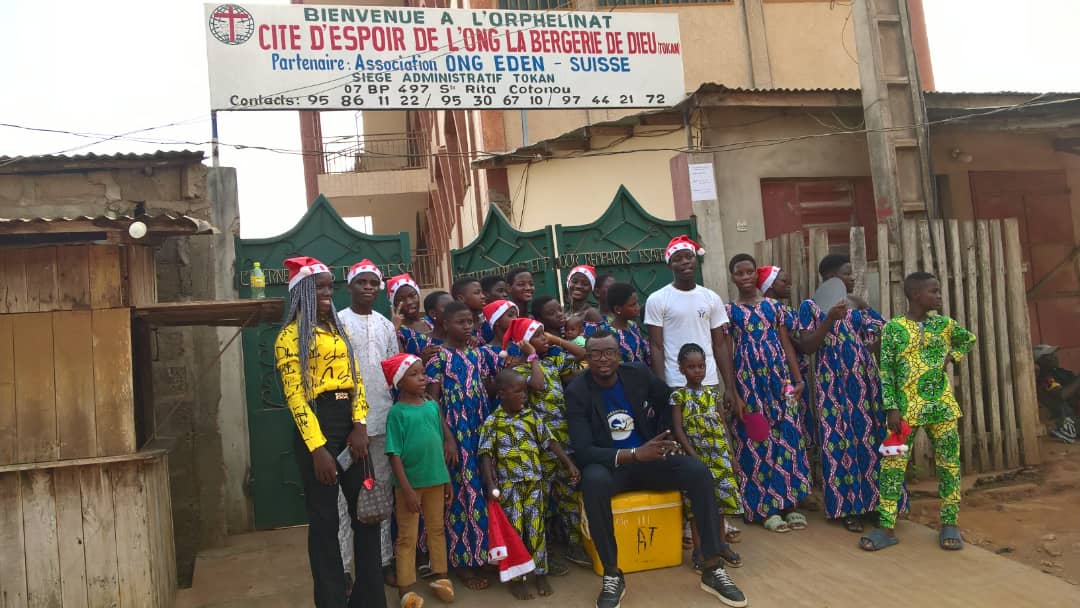 BIENVENUE A L'ORPHELINAT
CITE D'ESPOIR DE L'ONG LA BERGERIE DE DIEU (TOKAN)
Partenaire: Association ONG EDEN - SUISSE
SIEGE ADMINISTRATIF TOKAN
07 BP 497 Ste Rita Cotonou
Contacts: 95 86 11 22 / 95 30 67 10 / 97 44 21 72
AT